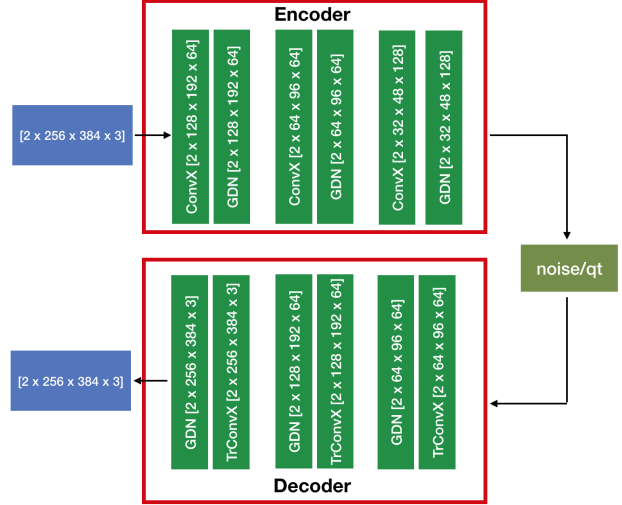 Encoder
[2 x 256 x 384 x 3]
ConvX [2 x 128 x 192 x 64]
GDN [2 x 128 x 192 x 64]
ConvX [2 x 64 x 96 x 64]
GDN [2 x 64 x 96 x 64]
ConvX [2 x 32 x 48 x 128]
GDN [2 x 32 x 48 x 128]
noise/qt
[2 x 256 x 384 x 3]
GDN [2 x 256 x 384 x 3]
TrConvX [2 x 256 x 384 x 3]
GDN [2 x 128 x 192 x 64]
TrConvX [2 x 128 x 192 x 64]
GDN [2 x 64 x 96 x 64]
TrConvX [2 x 64 x 96 x 64]
Decoder